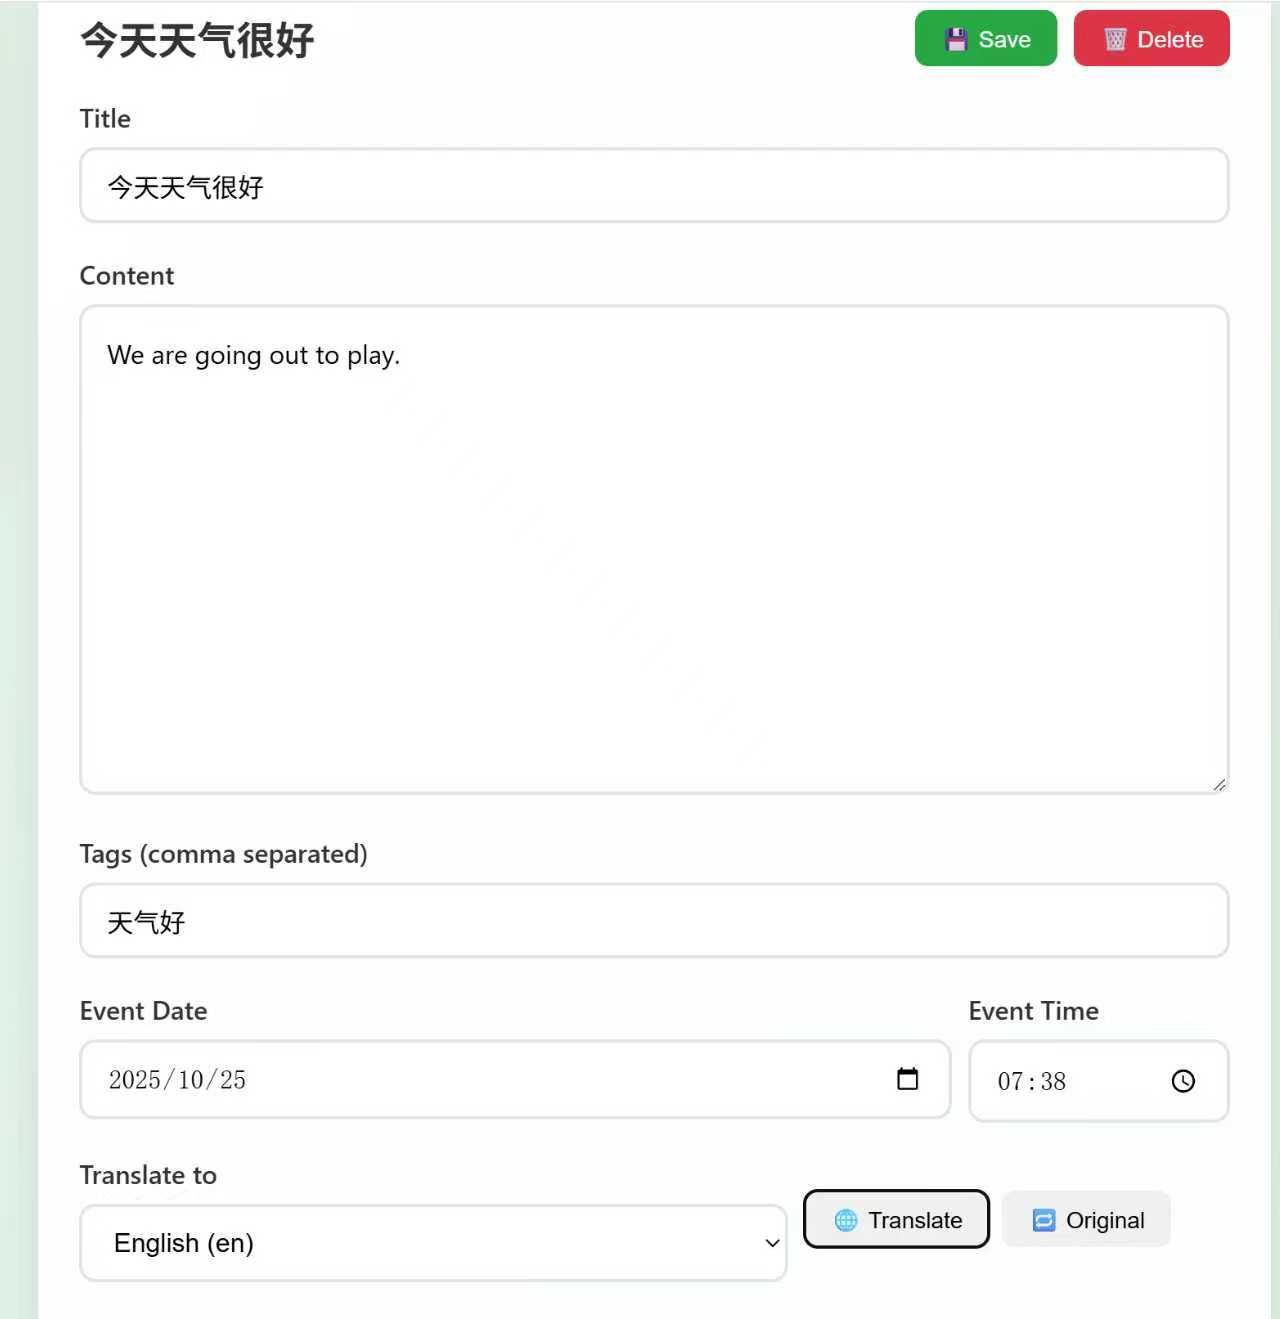 今天天气很好
Save
Delete
Title
今天天气很好
Content
We are going out to play.
Tags (comma separated)
天气好
Event Date
Event Time
2025/10/25
07:38
Translate to
English (en)
Translate
Original